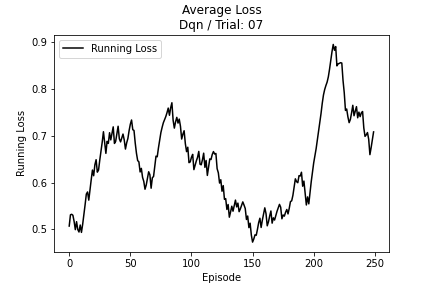 Average Loss
Dqn / Trial: 07
Running Loss
0.9
0.8
0.7
0.6
0.5
Running Loss
0 50 100 150 200 250
Episode